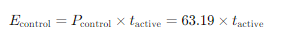 E_control = P_control × t_active = 63.19 × t_active